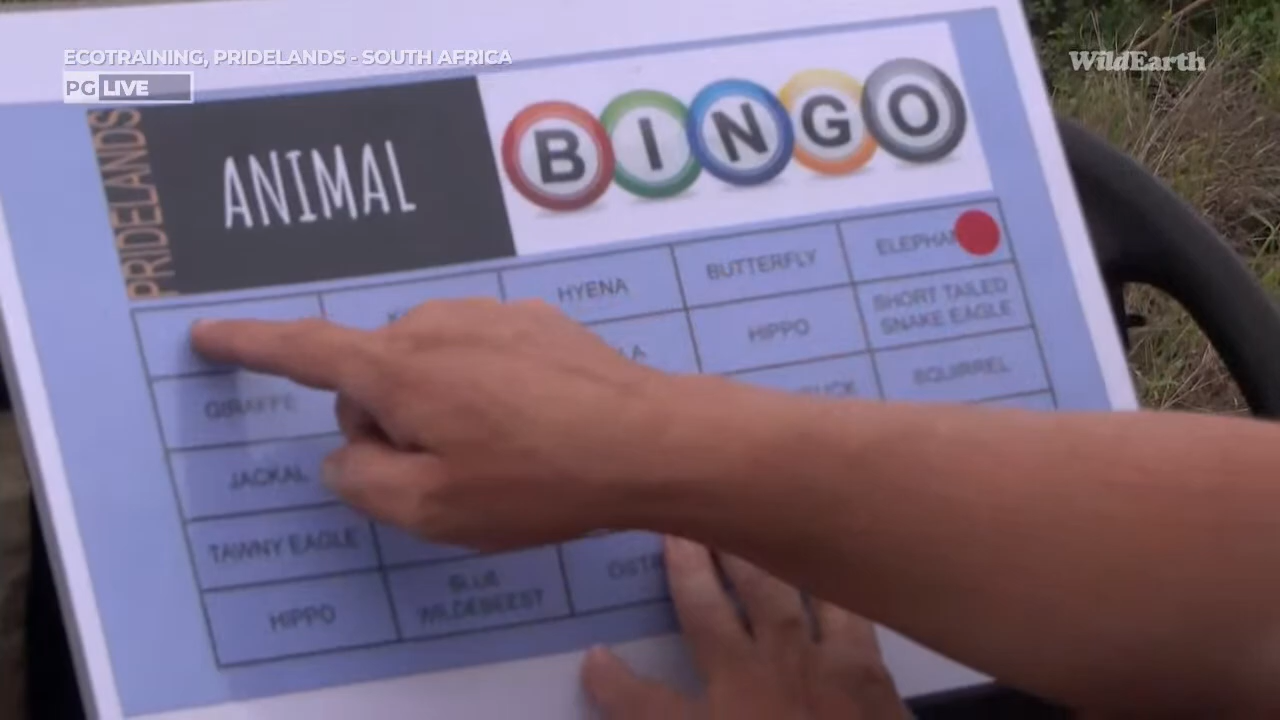 ECOTRAINING, PRIDELANDS - SOUTH AFRICA
PG LIVE
WildEarth
PRIDELANDS
ANIMAL
BINGO
HYENA
BUTTERFLY
HIPPO
SHORT TAILED
SNAKE EAGLE
GIRAFFE
SQUIRREL
JACKAL
TAWNY EAGLE
HIPPO
BLUE
WILDEBEEST